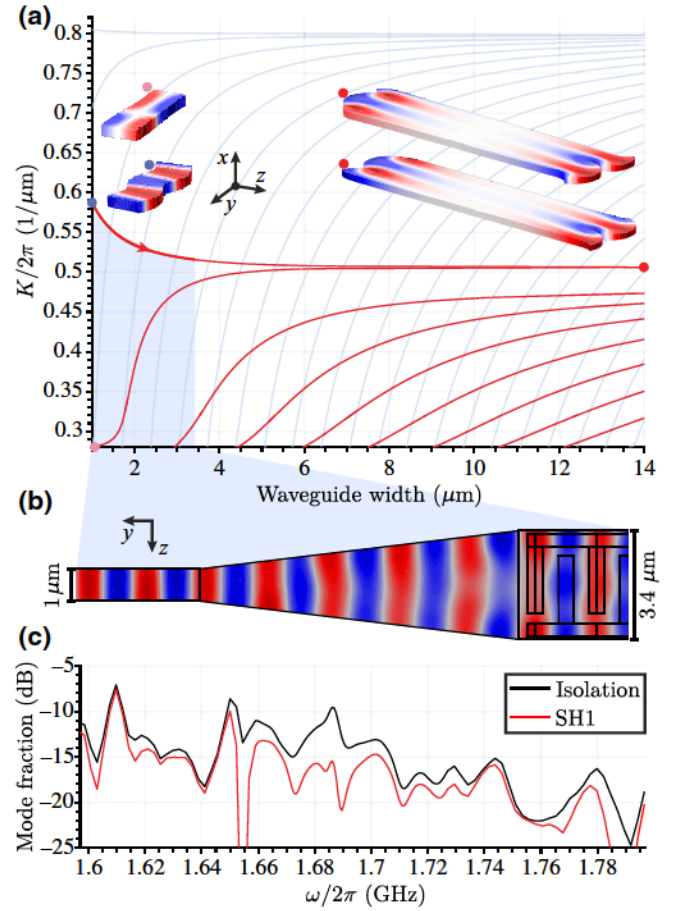 (a)
0.8
0.75
0.7
0.65
0.6
0.55
0.5
0.45
0.4
0.35
0.3
K/2π (1/μm)
x
z
y
2 4 6 8 10 12 14
Waveguide width (μm)
(b)
y
z
1 μm
3.4 μm
(c)
Mode fraction (dB)
−5
−10
−15
−20
−25
Isolation
SH1
1.6 1.62 1.64 1.66 1.68 1.7 1.72 1.74 1.76 1.78
ω/2π (GHz)